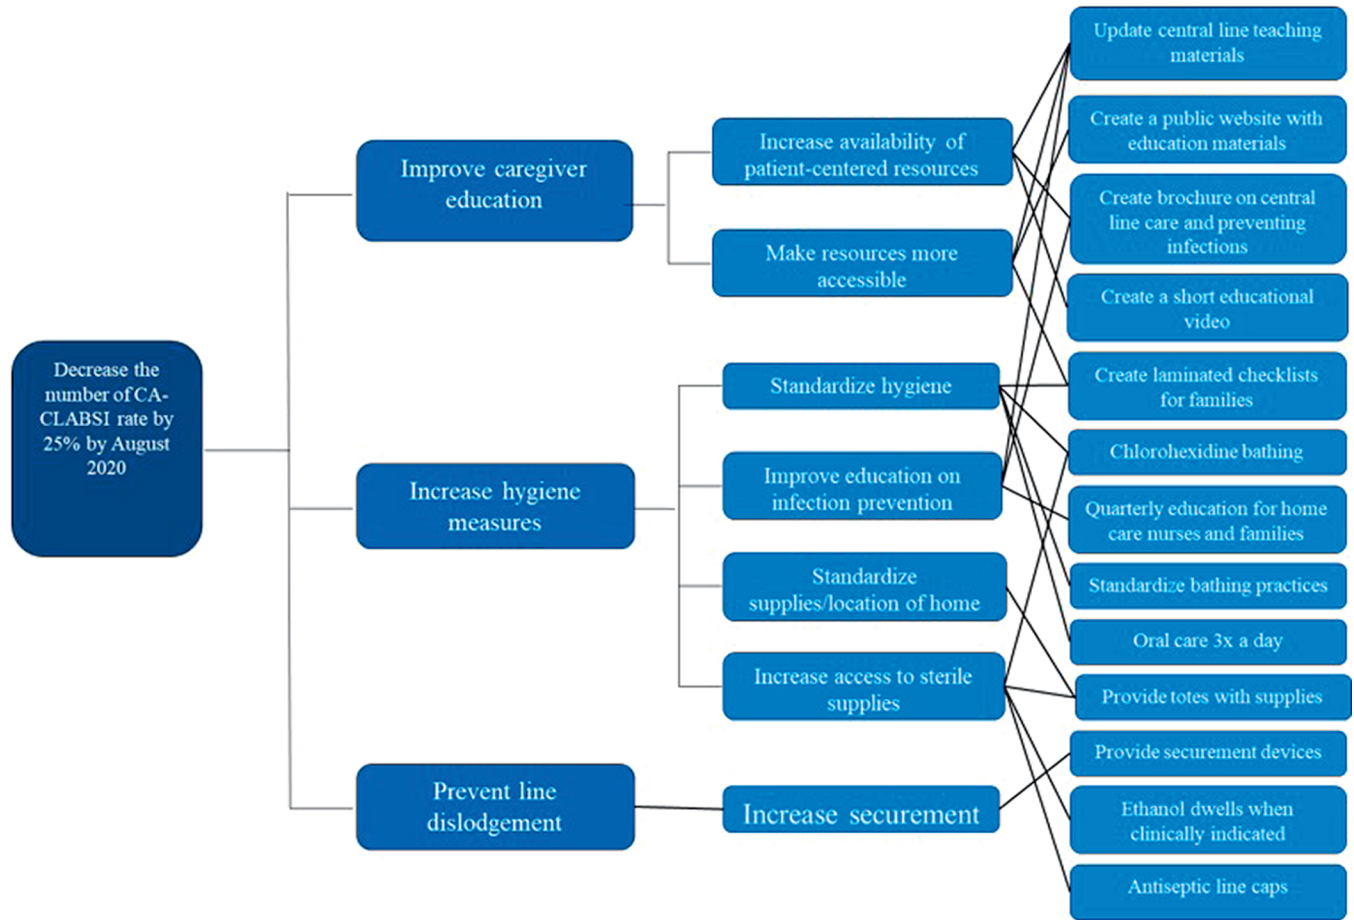 Decrease the
number of CA-
CLABSI rate by
25% by August
2020
Improve caregiver
education
Increase hygiene
measures
Prevent line
dislodgement
Increase availability of
patient-centered resources
Make resources more
accessible
Standardize hygiene
Improve education on
infection prevention
Standardize
supplies/location of home
Increase access to sterile
supplies
Increase securement
Update central line teaching
materials
Create a public website with
education materials
Create brochure on central
line care and preventing
infections
Create a short educational
video
Create laminated checklists
for families
Chlorohexidine bathing
Quarterly education for home
care nurses and families
Standardize bathing practices
Oral care 3x a day
Provide totes with supplies
Provide securement devices
Ethanol dwells when
clinically indicated
Antiseptic line caps